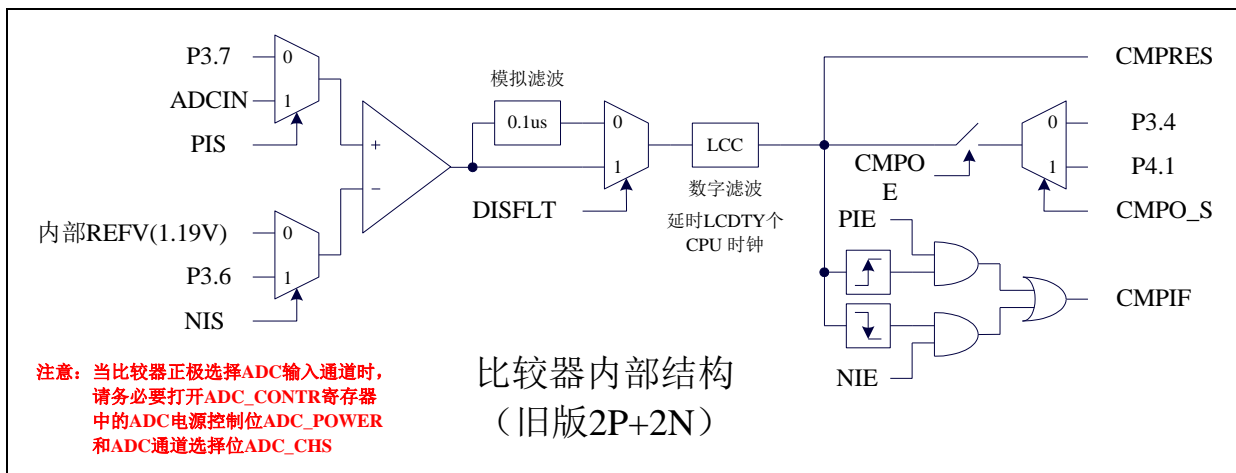 P3.7
ADCIN
PIS
0
1
+
−
模拟滤波
0.1us
0
1
DISFLT
LCC
数字滤波
延时LCDTY个
CPU 时钟
CMPRES
0
1
P3.4
P4.1
CMPO
E
CMPO_S
内部REFV(1.19V)
P3.6
NIS
0
1
PIE
NIE
CMPIF
注意：当比较器正极选择ADC输入通道时，
请务必要打开ADC_CONTR寄存器
中的ADC电源控制位ADC_POWER
和ADC通道选择位ADC_CHS
比较器内部结构
（旧版2P+2N）